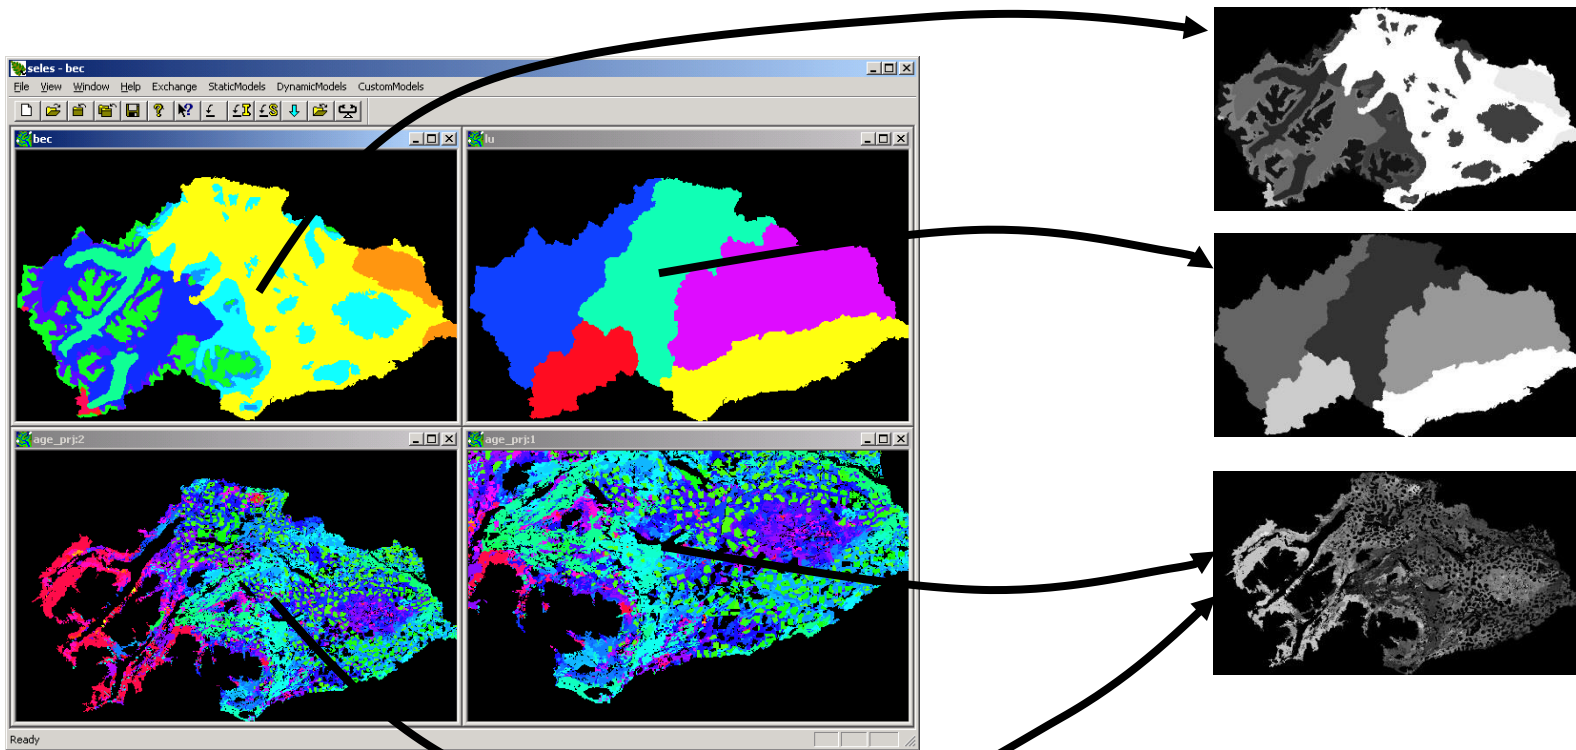 seles - bec
File View Window Help Exchange StaticModels DynamicModels CustomModels
bec
lu
age_prj:2
age_prj:1
Ready